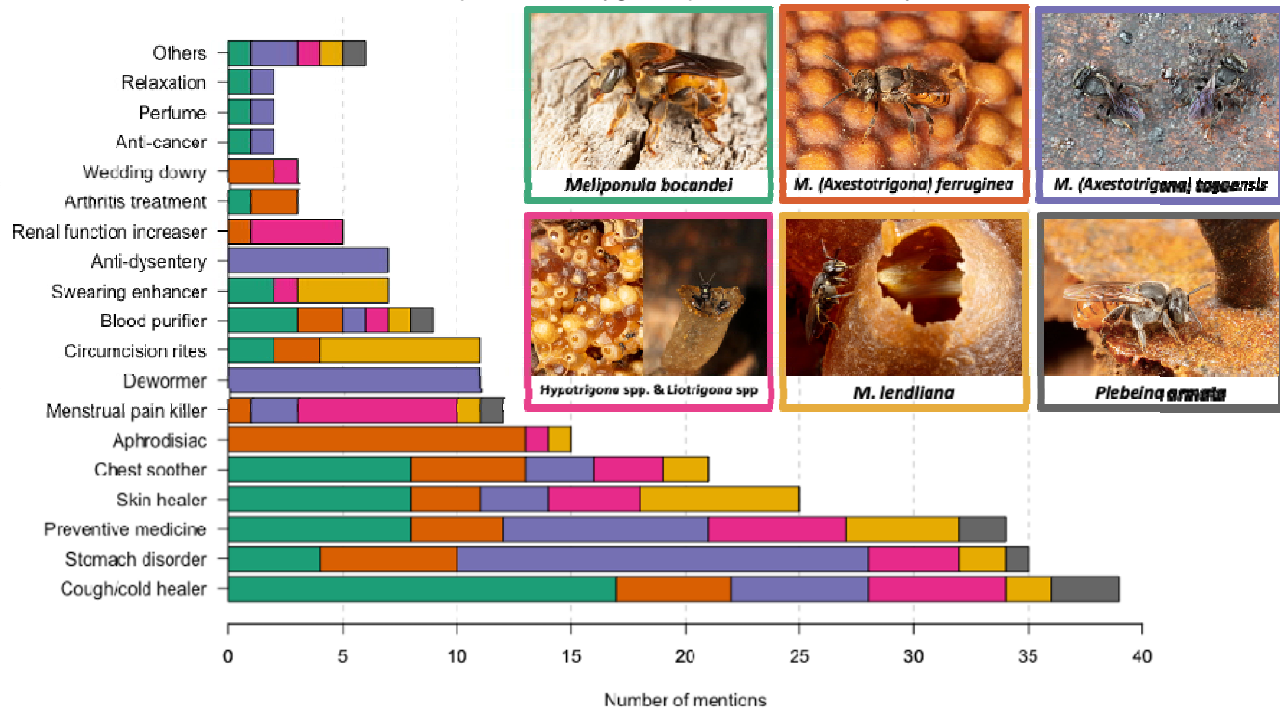 Others
Relaxation
Perfume
Anti-cancer
Wedding dowry
Arthritis treatment
Renal function increaser
Anti-dysentery
Swearing enhancer
Blood purifier
Circumcision rites
Dewormer
Menstrual pain killer
Aphrodisiac
Chest soother
Skin healer
Preventive medicine
Stomach disorder
Cough/cold healer
0 5 10 15 20 25 30 35 40
Number of mentions
Meliponula bocandei
M. (Axestotrigona) ferruginea
M. (Axestotrigona)
Hypotrigona spp. & Liotrigona spp
M. lendliana
Plebeina